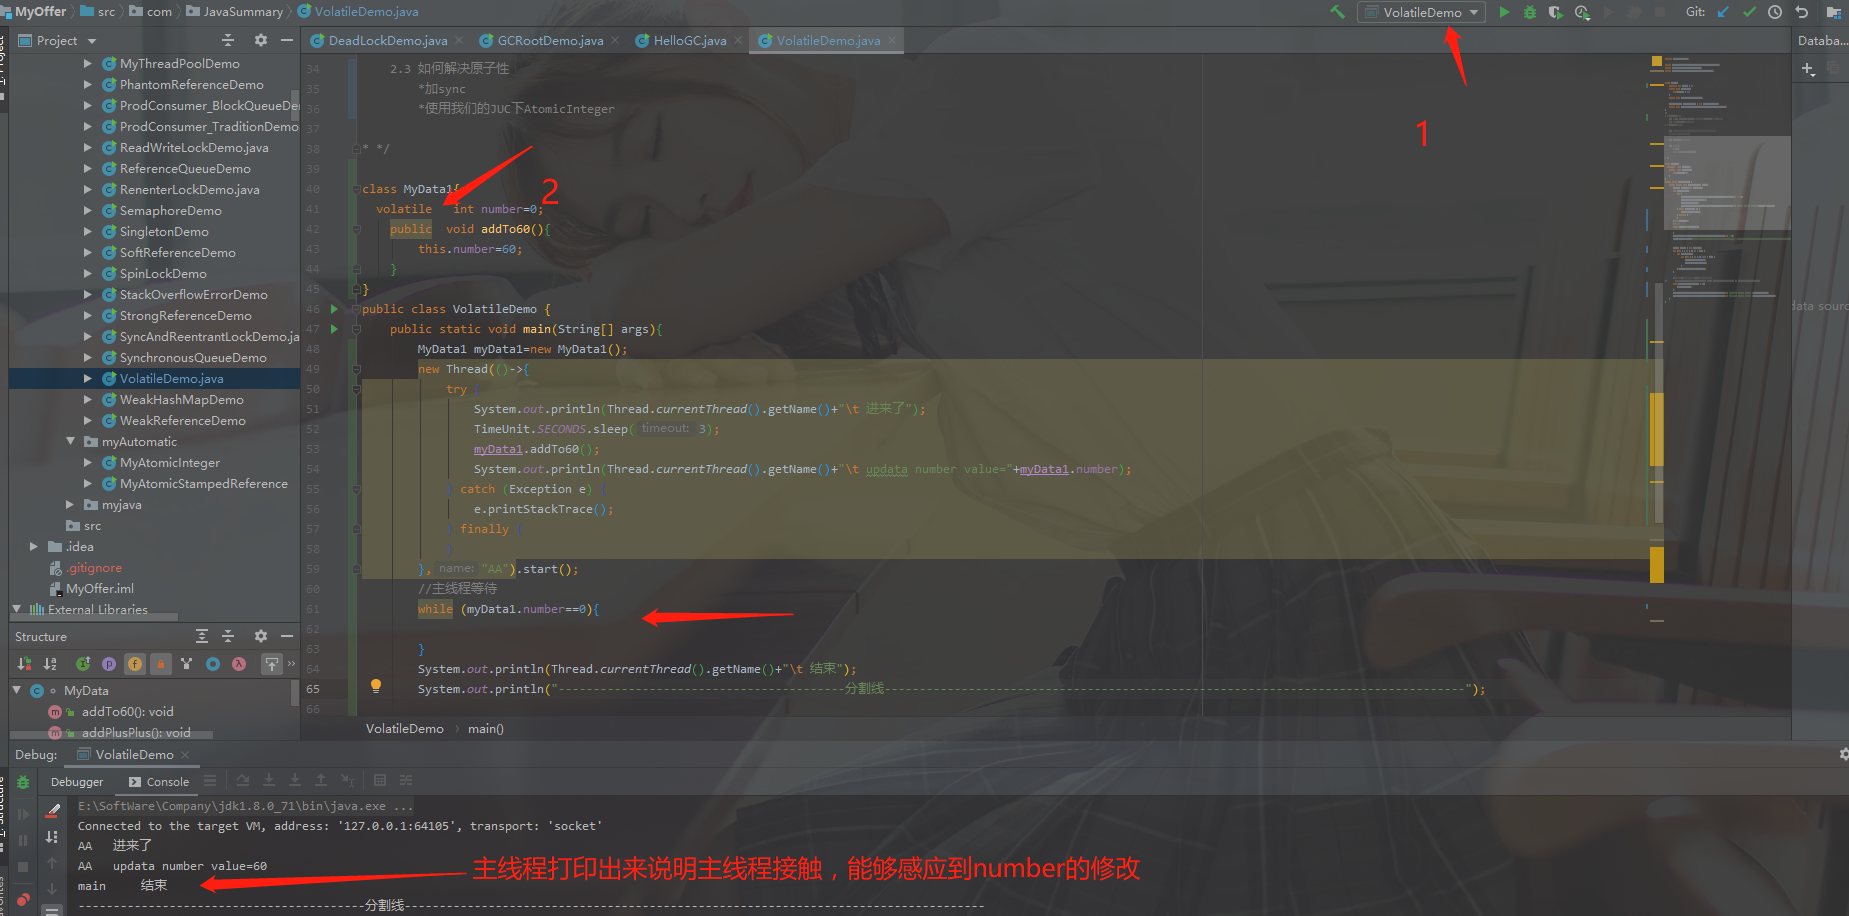 MyOffer src com JavaSummary VolatileDemo.java
VolatileDemo Git:
Project
DeadLockDemo.java GCRootDemo.java HelloGC.java VolatileDemo.java Databa...
MyThreadPoolDemo
PhantomReferenceDemo
ProdConsumer_BlockQueueDe
ProdConsumer_TraditionDemo
ReadWriteLockDemo.java
ReferenceQueueDemo
RenenterLockDemo.java
SemaphoreDemo
SingletonDemo
SoftReferenceDemo
SpinLockDemo
StackOverflowErrorDemo
StrongReferenceDemo
SyncAndReentrantLockDemo.ja
SynchronousQueueDemo
VolatileDemo.java
WeakHashMapDemo
WeakReferenceDemo
myAutomatic
MyAtomicInteger
MyAtomicStampedReference
myjava
src
.idea
.gitignore
MyOffer.iml
External Libraries
34 2.3 如何解决原子性
35 *加sync
36 *使用我们的JUC下AtomicInteger
37
38 * */
39
40 class MyData1{
41 volatile int number=0;
42 public void addTo60(){
43 this.number=60;
44 }
45 }
46 public class VolatileDemo {
47 public static void main(String[] args){
48 MyData1 myData1=new MyData1();
49 new Thread(()->{
50 try {
51 System.out.println(Thread.currentThread().getName()+"\t 进来了");
52 TimeUnit.SECONDS.sleep( timeout: 3);
53 myData1.addTo60();
54 System.out.println(Thread.currentThread().getName()+"\t updata number value="+myData1.number);
55 } catch (Exception e) {
56 e.printStackTrace();
57 } finally {
58 }
59 }, name: "AA").start();
60 //主线程等待
61 while (myData1.number==0){
62
63 }
64 System.out.println(Thread.currentThread().getName()+"\t 结束");
65 System.out.println("-----------------------------------------分割线-----------------------------------------------------------------------------------");
66
1
2
data sourc
VolatileDemo main()
Structure
MyData
addTo60(): void
addPlusPlus(): void
Debug: VolatileDemo
Debugger Console
E:\SoftWare\Company\jdk1.8.0_71\bin\java.exe ...
Connected to the target VM, address: '127.0.0.1:64105', transport: 'socket'
AA 进来了
AA updata number value=60
main 结束
-----------------------------------------分割线-----------------------------------------------------------------------------------
主线程打印出来说明主线程接触，能够感应到number的修改